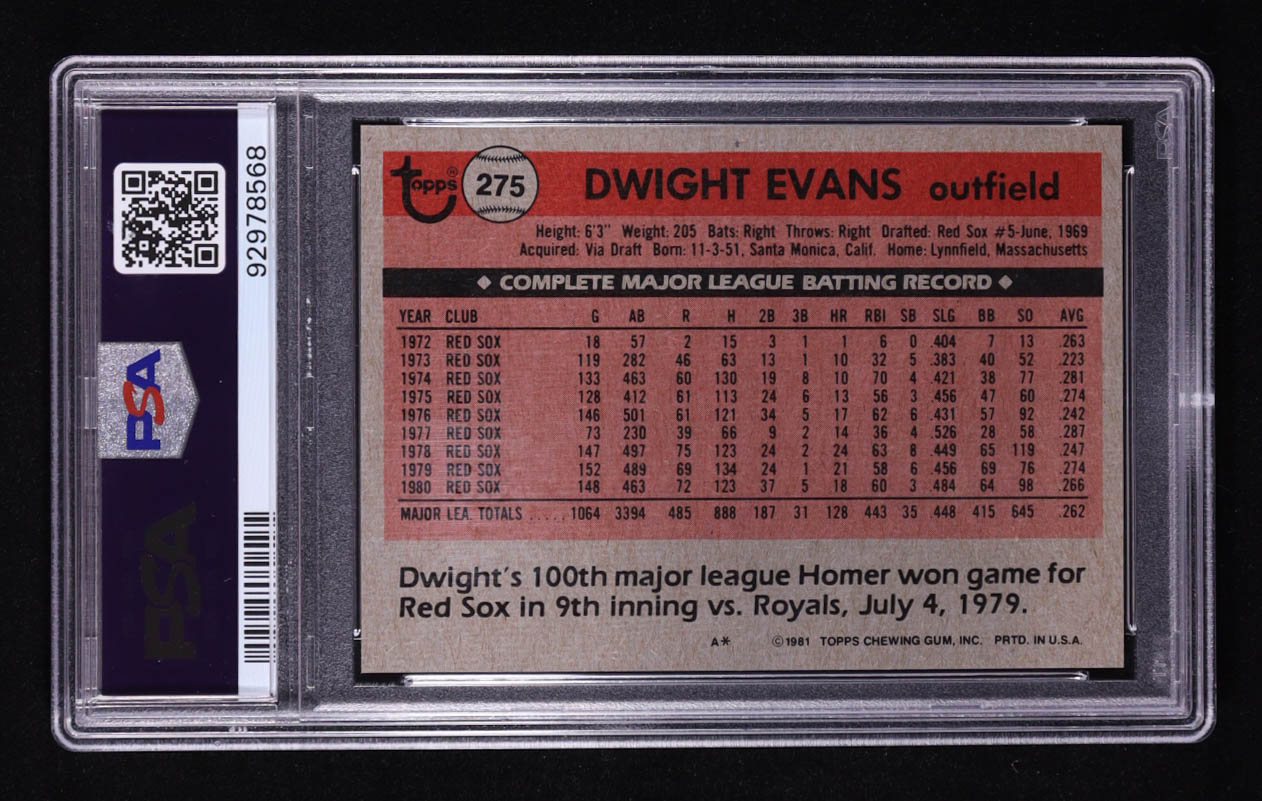 92978568
PSA
PSA
PSA
Topps® 275 DWIGHT EVANS outfield
Height: 6'3" Weight: 205 Bats: Right Throws: Right Drafted: Red Sox #5-June, 1969
Acquired: Via Draft Born: 11-3-51, Santa Monica, Calif. Home: Lynnfield, Massachusetts
◆ COMPLETE MAJOR LEAGUE BATTING RECORD ◆
YEAR CLUB G AB R H 2B 3B HR RBI SB SLG BB SO AVG
1972 RED SOX 18 57 2 15 3 1 1 6 0 .404 7 13 .263
1973 RED SOX 119 282 46 63 13 1 10 32 5 .383 40 52 .223
1974 RED SOX 133 463 60 130 19 8 10 70 4 .421 38 77 .281
1975 RED SOX 128 412 61 113 24 6 13 56 3 .456 47 60 .274
1976 RED SOX 146 501 61 121 34 5 17 62 6 .431 57 92 .242
1977 RED SOX 73 230 39 66 9 2 14 36 4 .526 28 58 .287
1978 RED SOX 147 497 75 123 24 2 24 63 8 .449 65 119 .247
1979 RED SOX 152 489 69 134 24 1 21 58 6 .456 69 76 .274
1980 RED SOX 148 463 72 123 37 5 18 60 3 .484 64 98 .266
MAJOR LEA. TOTALS ..... 1064 3394 485 888 187 31 128 443 35 .448 415 645 .262
Dwight's 100th major league Homer won game for
Red Sox in 9th inning vs. Royals, July 4, 1979.
A* ©1981 TOPPS CHEWING GUM, INC. PRTD. IN U.S.A.